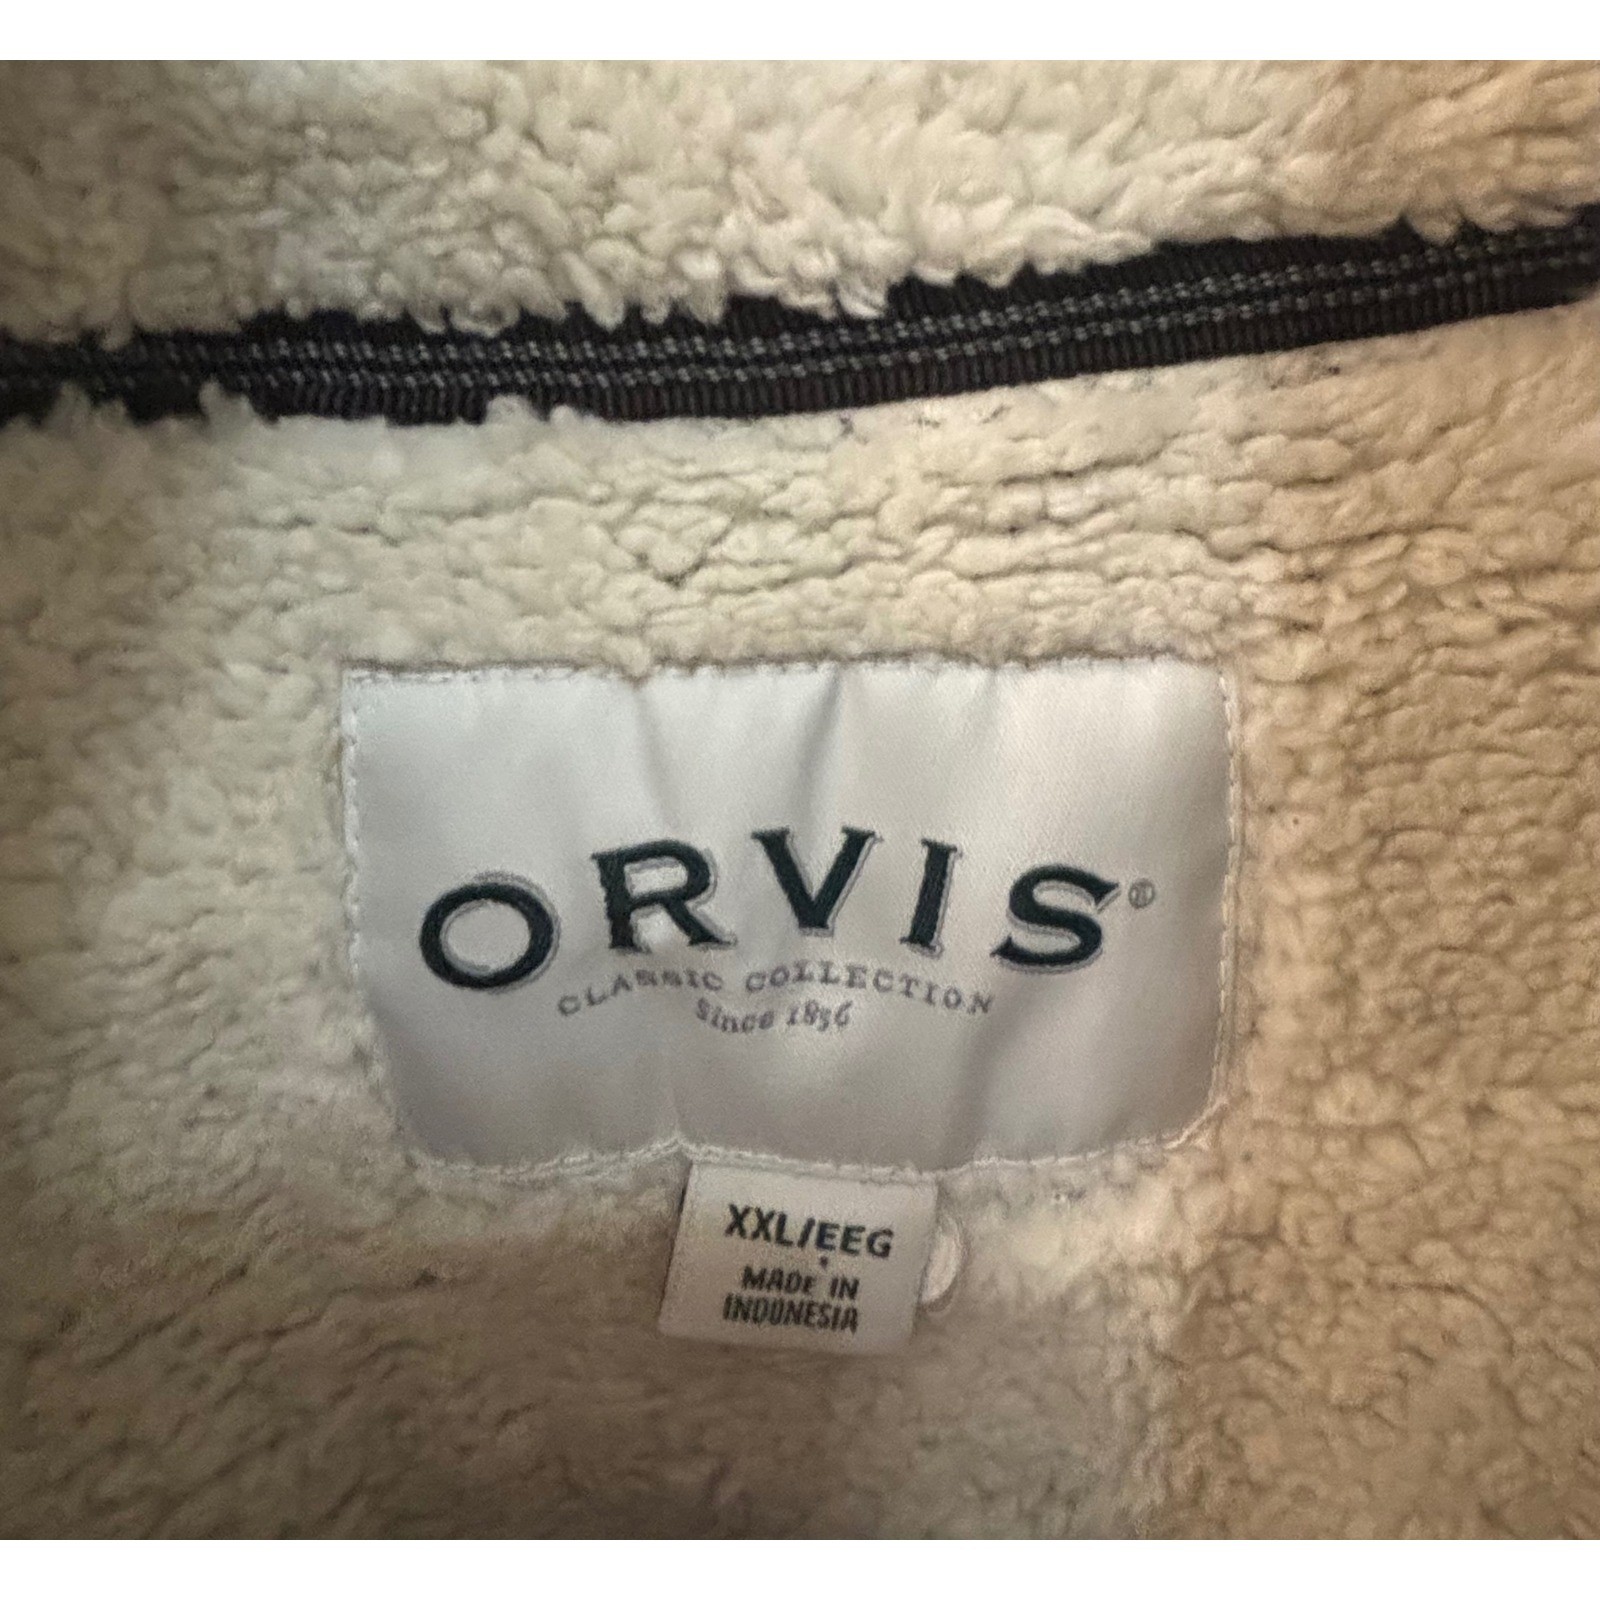 ORVIS®
CLASSIC COLLECTION
since 1856
XXL/EEG
MADE IN
INDONESIA